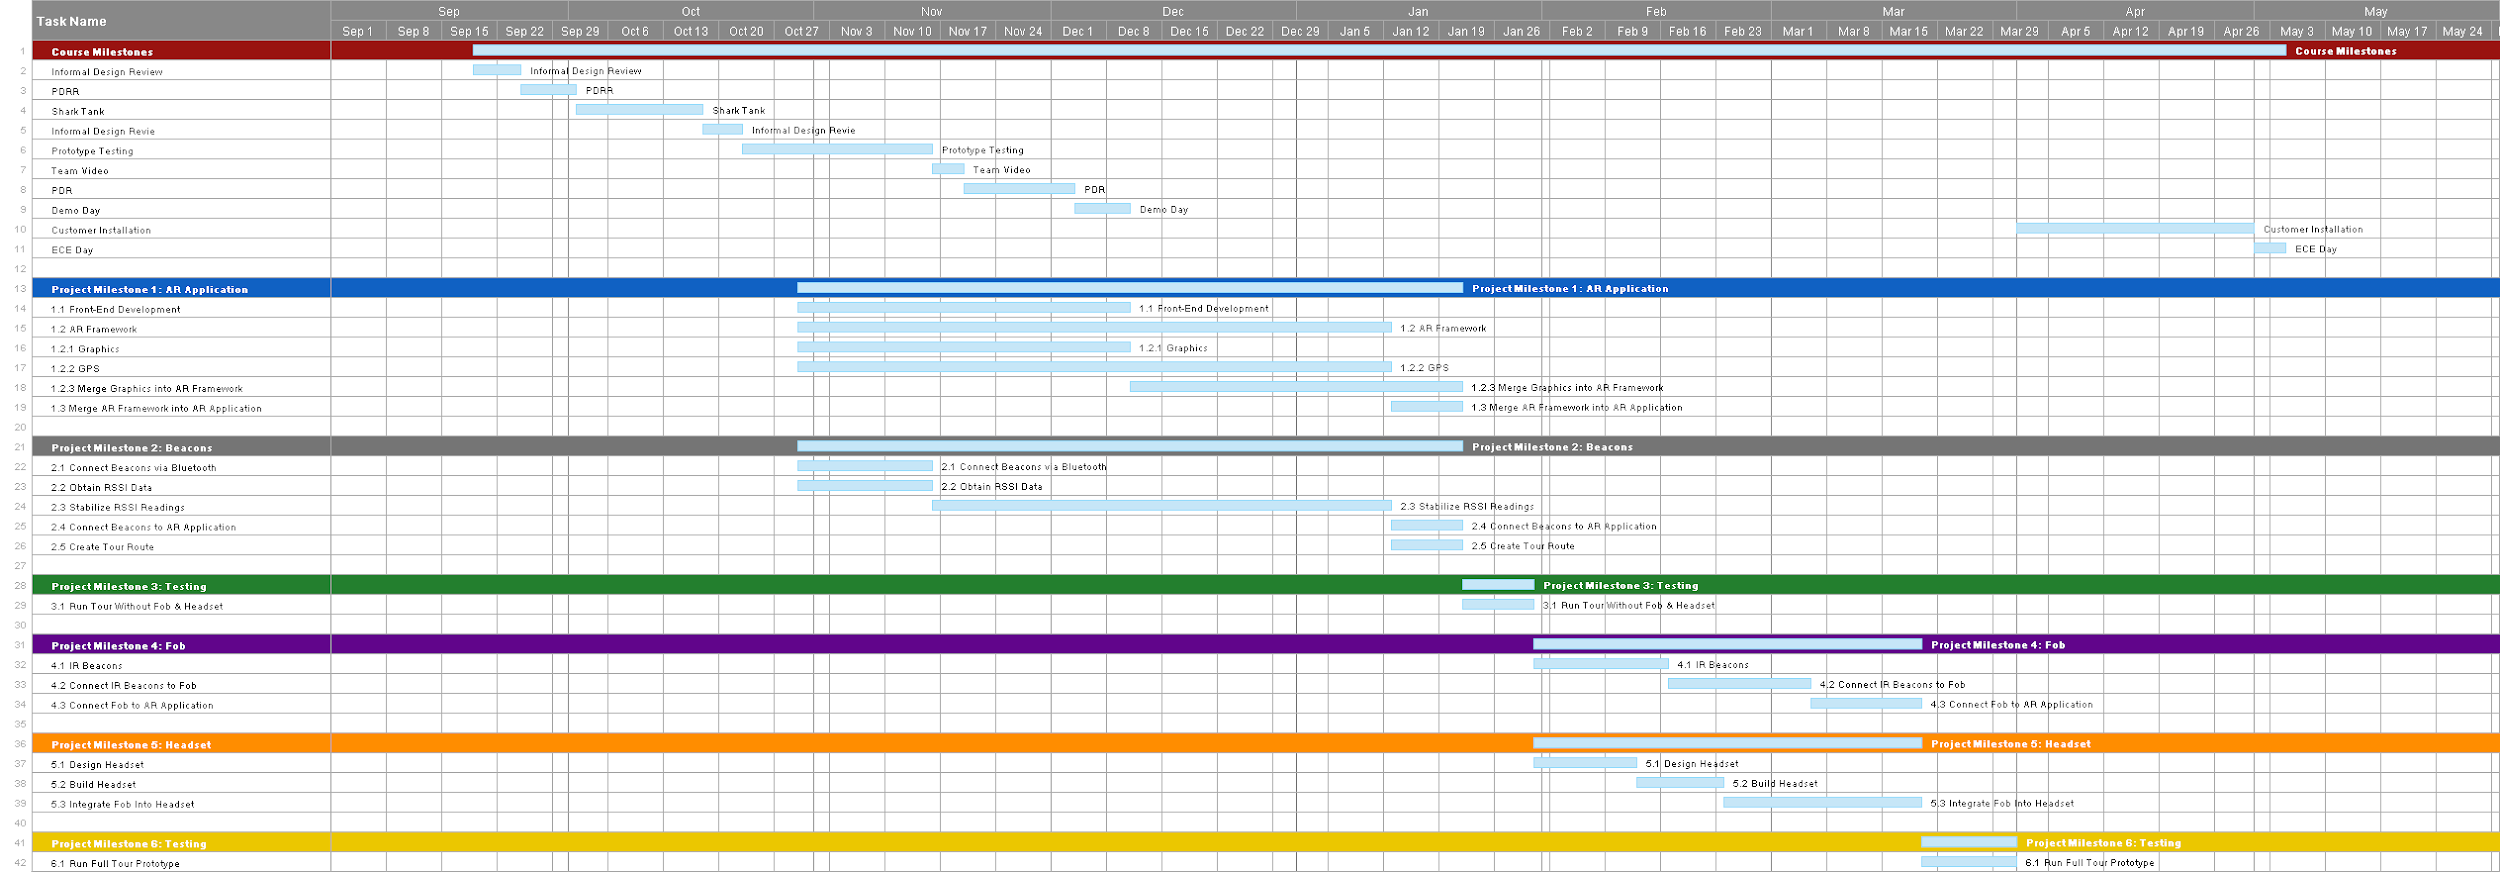 Task Name
Sep Oct Nov Dec Jan Feb Mar Apr May
Sep 1 Sep 8 Sep 15 Sep 22 Sep 29 Oct 6 Oct 13 Oct 20 Oct 27 Nov 3 Nov 10 Nov 17 Nov 24 Dec 1 Dec 8 Dec 15 Dec 22 Dec 29 Jan 5 Jan 12 Jan 19 Jan 26 Feb 2 Feb 9 Feb 16 Feb 23 Mar 1 Mar 8 Mar 15 Mar 22 Mar 29 Apr 5 Apr 12 Apr 19 Apr 26 May 3 May 10 May 17 May 24
1 Course Milestones Course Milestones
2 Informal Design Review Informal Design Review
3 PDRR PDRR
4 Shark Tank Shark Tank
5 Informal Design Revie Informal Design Revie
6 Prototype Testing Prototype Testing
7 Team Video Team Video
8 PDR PDR
9 Demo Day Demo Day
10 Customer Installation Customer Installation
11 ECE Day ECE Day
12
13 Project Milestone 1: AR Application Project Milestone 1: AR Application
14 1.1 Front-End Development 1.1 Front-End Development
15 1.2 AR Framework 1.2 AR Framework
16 1.2.1 Graphics 1.2.1 Graphics
17 1.2.2 GPS 1.2.2 GPS
18 1.2.3 Merge Graphics into AR Framework 1.2.3 Merge Graphics into AR Framework
19 1.3 Merge AR Framework into AR Application 1.3 Merge AR Framework into AR Application
20
21 Project Milestone 2: Beacons Project Milestone 2: Beacons
22 2.1 Connect Beacons via Bluetooth 2.1 Connect Beacons via Bluetooth
23 2.2 Obtain RSSI Data 2.2 Obtain RSSI Data
24 2.3 Stabilize RSSI Readings 2.3 Stabilize RSSI Readings
25 2.4 Connect Beacons to AR Application 2.4 Connect Beacons to AR Application
26 2.5 Create Tour Route 2.5 Create Tour Route
27
28 Project Milestone 3: Testing Project Milestone 3: Testing
29 3.1 Run Tour Without Fob & Headset 3.1 Run Tour Without Fob & Headset
30
31 Project Milestone 4: Fob Project Milestone 4: Fob
32 4.1 IR Beacons 4.1 IR Beacons
33 4.2 Connect IR Beacons to Fob 4.2 Connect IR Beacons to Fob
34 4.3 Connect Fob to AR Application 4.3 Connect Fob to AR Application
35
36 Project Milestone 5: Headset Project Milestone 5: Headset
37 5.1 Design Headset 5.1 Design Headset
38 5.2 Build Headset 5.2 Build Headset
39 5.3 Integrate Fob Into Headset 5.3 Integrate Fob Into Headset
40
41 Project Milestone 6: Testing Project Milestone 6: Testing
42 6.1 Run Full Tour Prototype 6.1 Run Full Tour Prototype